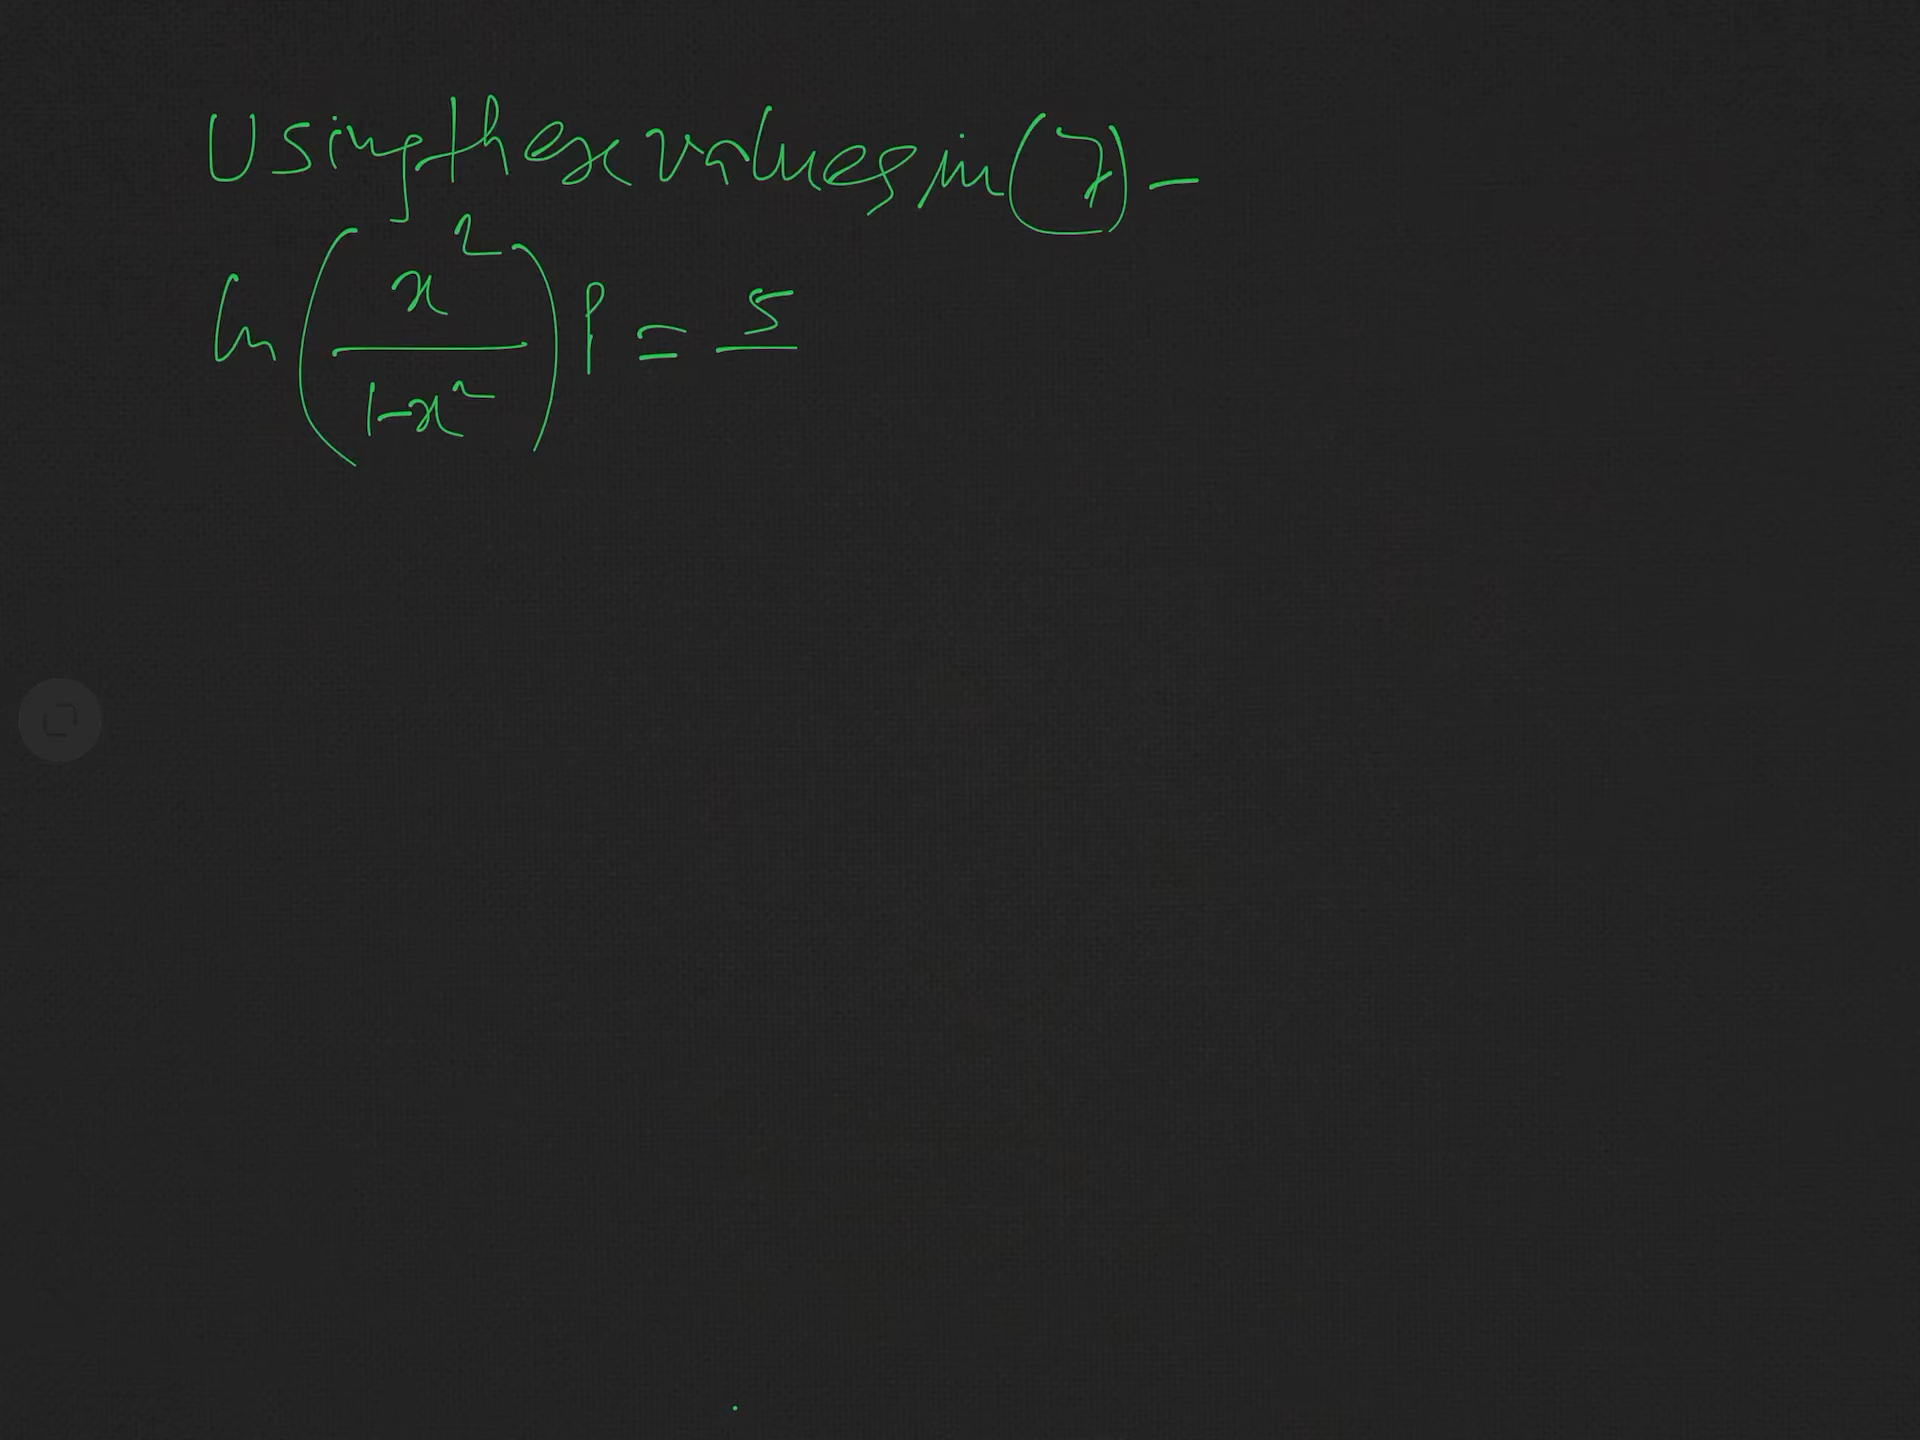 Using these values in (7) –
ln(x²/(1-x²)) P = 5/